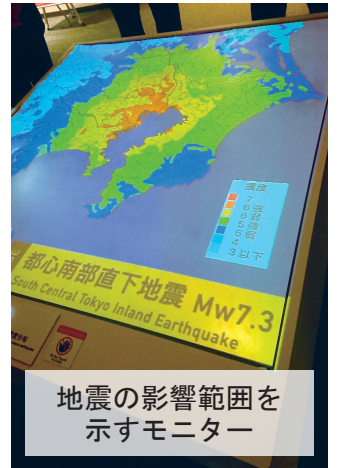 震度
7
6強
6弱
5強
5弱
4
3以下
都心南部直下地震 Mw7.3
South Central Tokyo Inland Earthquake
地震の影響範囲を
示すモニター